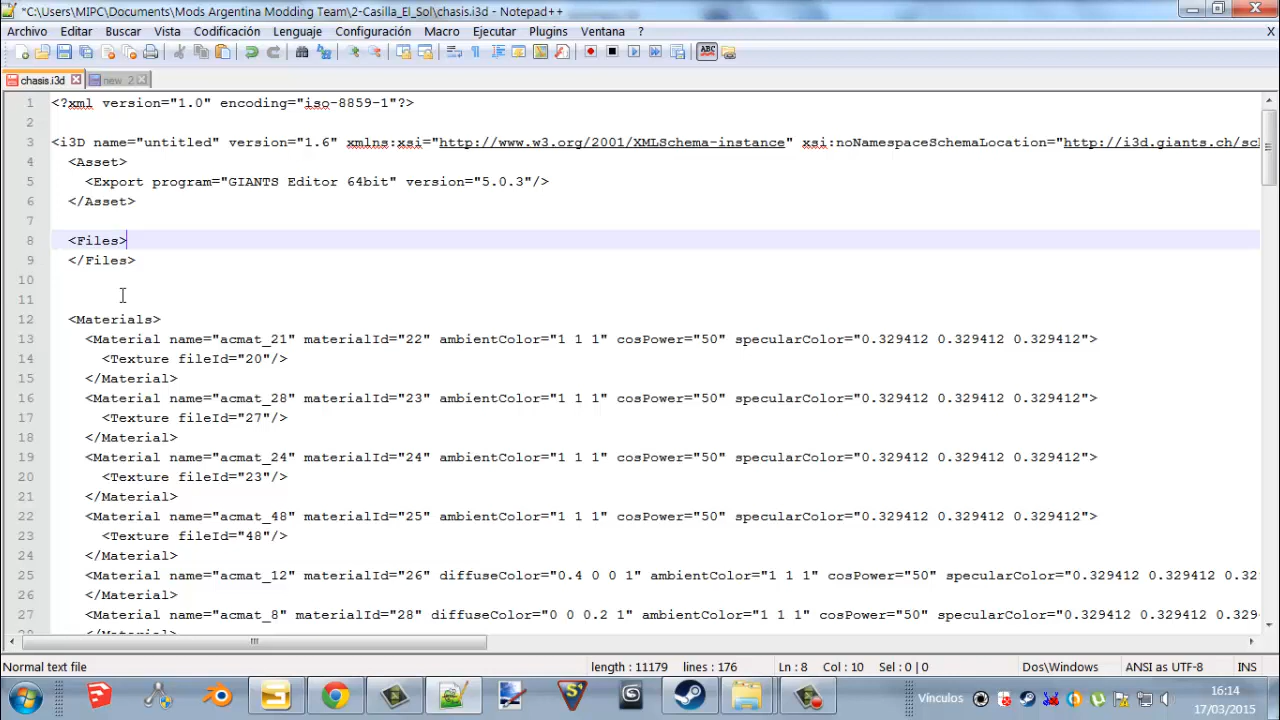 *C:\Users\MIPC\Documents\Mods Argentina Modding Team\2-Casilla_El_Sol\chasis.i3d - Notepad++
Archivo Editar Buscar Vista Codificación Lenguaje Configuración Macro Ejecutar Plugins Ventana ? X
chasis.i3d new 2
1 <?xml version="1.0" encoding="iso-8859-1"?>
2
3 <i3D name="untitled" version="1.6" xmlns:xsi="http://www.w3.org/2001/XMLSchema-instance" xsi:noNamespaceSchemaLocation="http://i3d.giants.ch/sc
4 <Asset>
5 <Export program="GIANTS Editor 64bit" version="5.0.3"/>
6 </Asset>
7
8 <Files>
9 </Files>
10
11
12 <Materials>
13 <Material name="acmat_21" materialId="22" ambientColor="1 1 1" cosPower="50" specularColor="0.329412 0.329412 0.329412">
14 <Texture fileId="20"/>
15 </Material>
16 <Material name="acmat_28" materialId="23" ambientColor="1 1 1" cosPower="50" specularColor="0.329412 0.329412 0.329412">
17 <Texture fileId="27"/>
18 </Material>
19 <Material name="acmat_24" materialId="24" ambientColor="1 1 1" cosPower="50" specularColor="0.329412 0.329412 0.329412">
20 <Texture fileId="23"/>
21 </Material>
22 <Material name="acmat_48" materialId="25" ambientColor="1 1 1" cosPower="50" specularColor="0.329412 0.329412 0.329412">
23 <Texture fileId="48"/>
24 </Material>
25 <Material name="acmat_12" materialId="26" diffuseColor="0.4 0 0 1" ambientColor="1 1 1" cosPower="50" specularColor="0.329412 0.329412 0.32
26 </Material>
27 <Material name="acmat_8" materialId="28" diffuseColor="0 0 0.2 1" ambientColor="1 1 1" cosPower="50" specularColor="0.329412 0.329412 0.329
Normal text file length : 11179 lines : 176 Ln : 8 Col : 10 Sel : 0 | 0 Dos\Windows ANSI as UTF-8 INS
Vínculos 16:14
17/03/2015